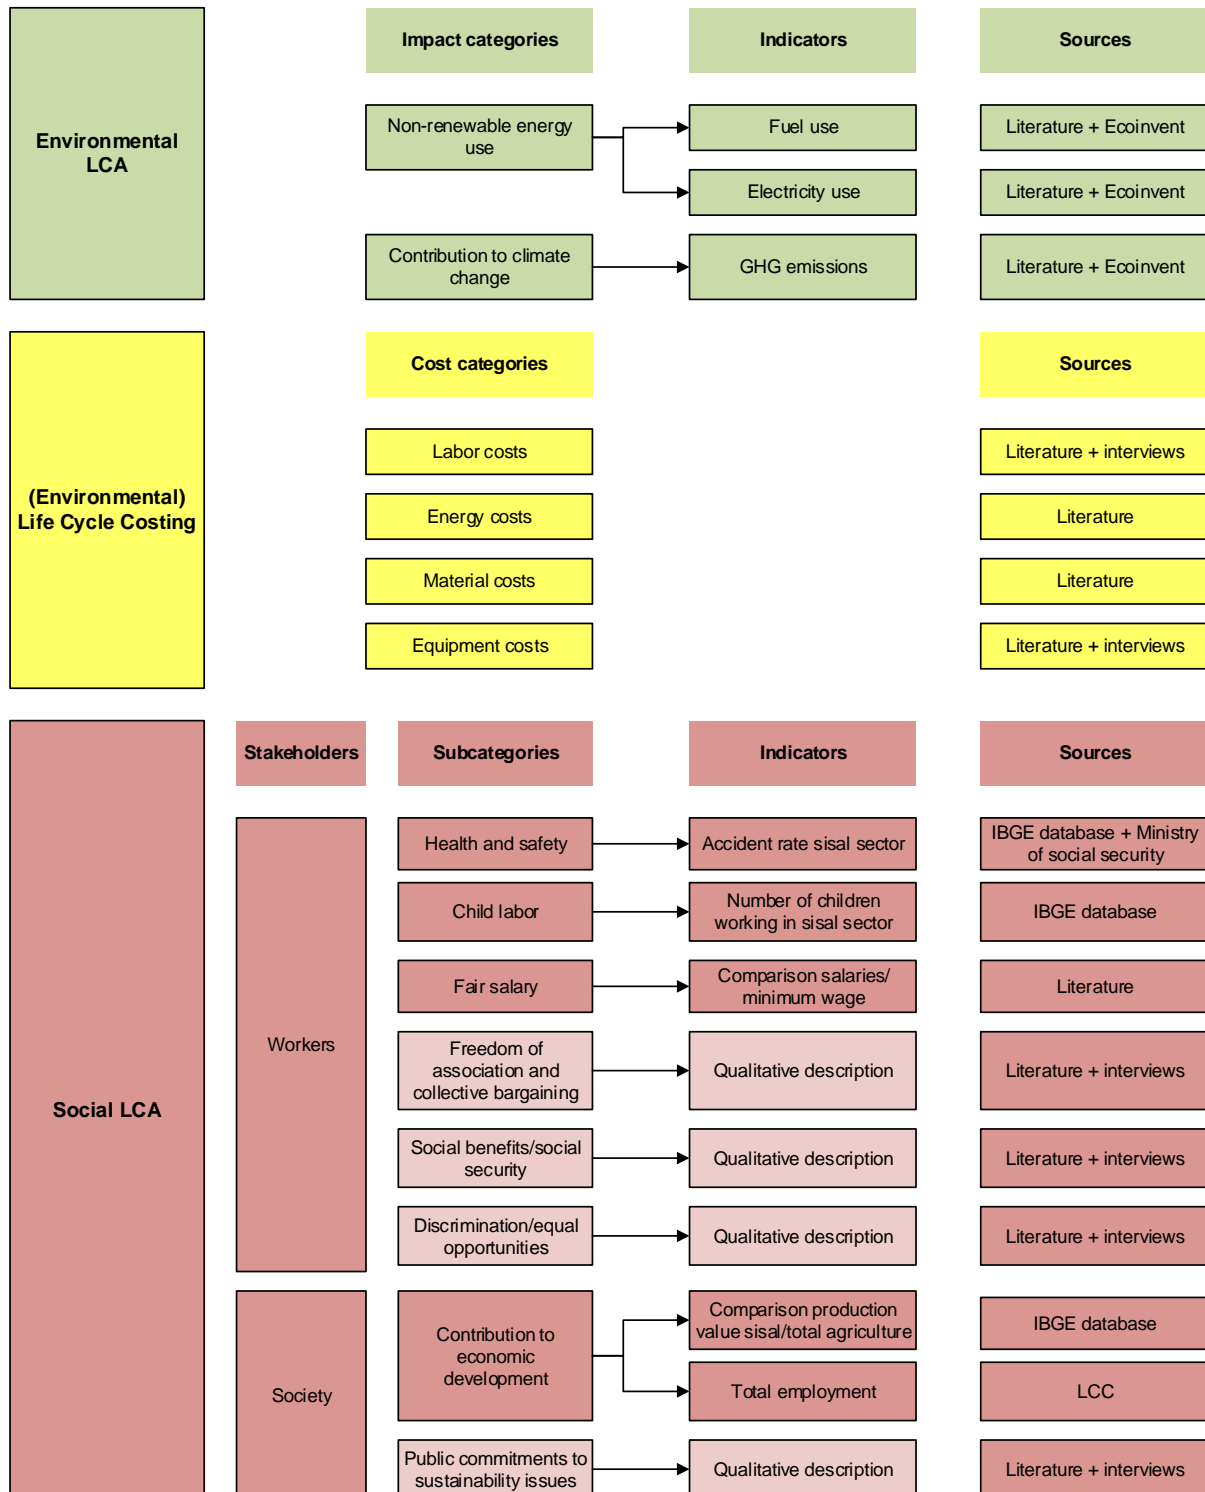 Environmental
LCA
Impact categories
Indicators
Sources
Non-renewable energy
use
Fuel use
Literature + Ecoinvent
Electricity use
Literature + Ecoinvent
Contribution to climate
change
GHG emissions
Literature + Ecoinvent
(Environmental)
Life Cycle Costing
Cost categories
Sources
Labor costs
Literature + interviews
Energy costs
Literature
Material costs
Literature
Equipment costs
Literature + interviews
Social LCA
Stakeholders
Subcategories
Indicators
Sources
Workers
Health and safety
Accident rate sisal sector
IBGE database + Ministry
of social security
Child labor
Number of children
working in sisal sector
IBGE database
Fair salary
Comparison salaries/
minimum wage
Literature
Freedom of
association and
collective bargaining
Qualitative description
Literature + interviews
Social benefits/social
security
Qualitative description
Literature + interviews
Discrimination/equal
opportunities
Qualitative description
Literature + interviews
Society
Contribution to
economic
development
Comparison production
value sisal/total agriculture
IBGE database
Total employment
LCC
Public commitments to
sustainability issues
Qualitative description
Literature + interviews